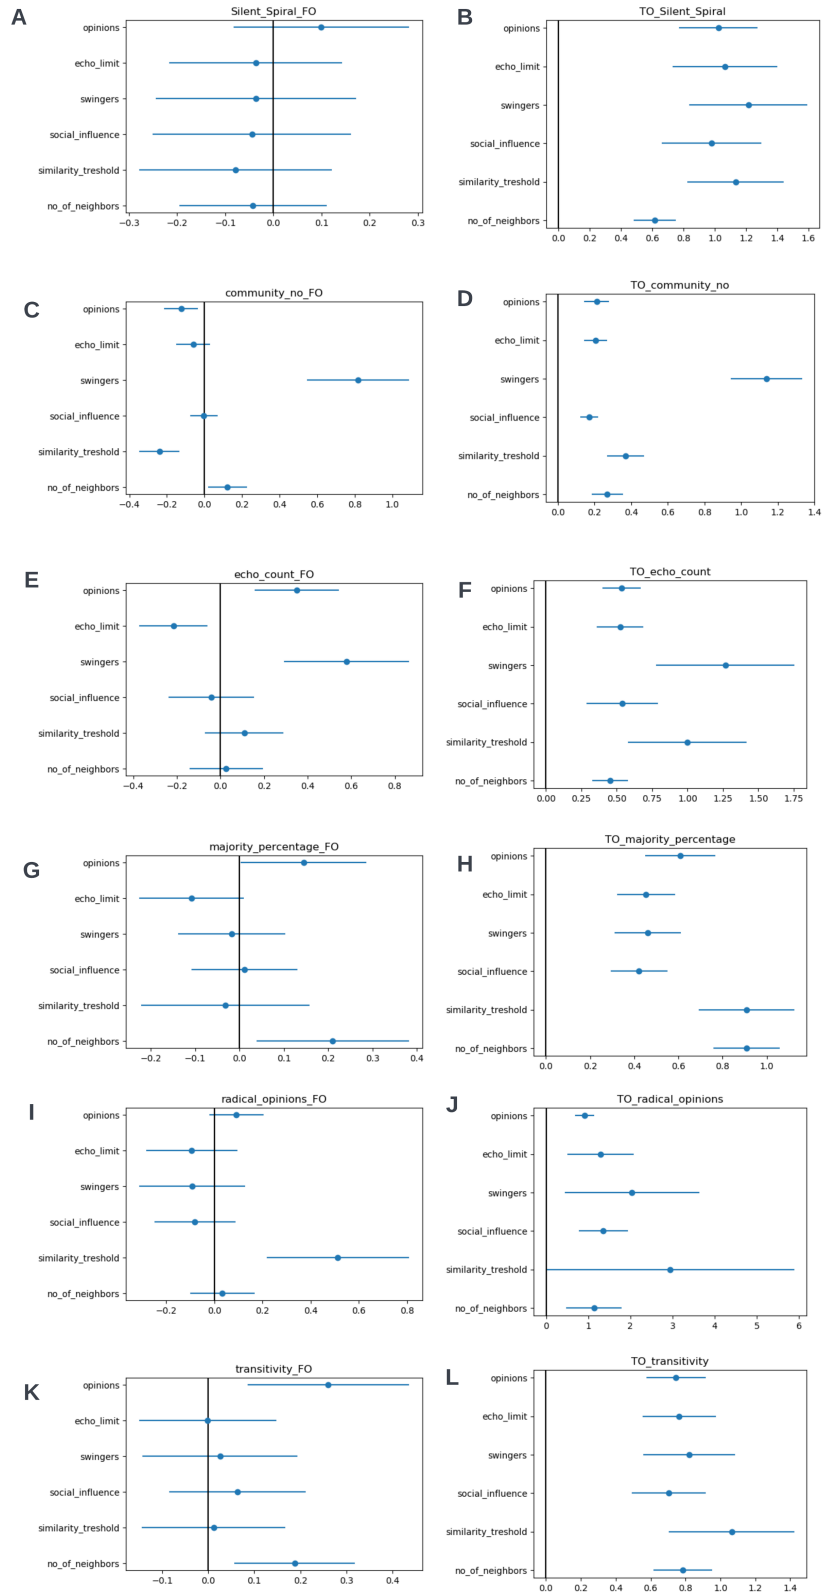 A
Silent_Spiral_FO
opinions
echo_limit
swingers
social_influence
similarity_treshold
no_of_neighbors
−0.3 −0.2 −0.1 0.0 0.1 0.2 0.3
B
TO_Silent_Spiral
opinions
echo_limit
swingers
social_influence
similarity_treshold
no_of_neighbors
0.0 0.2 0.4 0.6 0.8 1.0 1.2 1.4 1.6
C
community_no_FO
opinions
echo_limit
swingers
social_influence
similarity_treshold
no_of_neighbors
−0.4 −0.2 0.0 0.2 0.4 0.6 0.8 1.0
D
TO_community_no
opinions
echo_limit
swingers
social_influence
similarity_treshold
no_of_neighbors
0.0 0.2 0.4 0.6 0.8 1.0 1.2 1.4
E
echo_count_FO
opinions
echo_limit
swingers
social_influence
similarity_treshold
no_of_neighbors
−0.4 −0.2 0.0 0.2 0.4 0.6 0.8
F
TO_echo_count
opinions
echo_limit
swingers
social_influence
similarity_treshold
no_of_neighbors
0.00 0.25 0.50 0.75 1.00 1.25 1.50 1.75
G
majority_percentage_FO
opinions
echo_limit
swingers
social_influence
similarity_treshold
no_of_neighbors
−0.2 −0.1 0.0 0.1 0.2 0.3 0.4
H
TO_majority_percentage
opinions
echo_limit
swingers
social_influence
similarity_treshold
no_of_neighbors
0.0 0.2 0.4 0.6 0.8 1.0
I
radical_opinions_FO
opinions
echo_limit
swingers
social_influence
similarity_treshold
no_of_neighbors
−0.2 0.0 0.2 0.4 0.6 0.8
J
TO_radical_opinions
opinions
echo_limit
swingers
social_influence
similarity_treshold
no_of_neighbors
0 1 2 3 4 5 6
K
transitivity_FO
opinions
echo_limit
swingers
social_influence
similarity_treshold
no_of_neighbors
−0.1 0.0 0.1 0.2 0.3 0.4
L
TO_transitivity
opinions
echo_limit
swingers
social_influence
similarity_treshold
no_of_neighbors
0.0 0.2 0.4 0.6 0.8 1.0 1.2 1.4